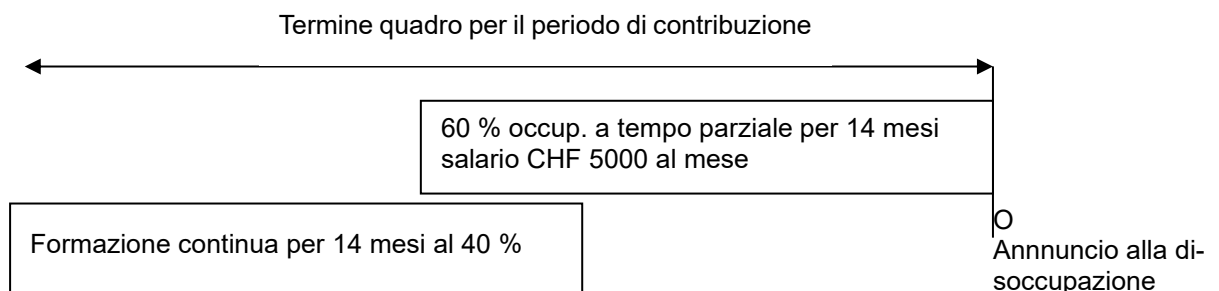 Termine quadro per il periodo di contribuzione
60 % occup. a tempo parziale per 14 mesi
salario CHF 5000 al mese
Formazione continua per 14 mesi al 40 %
O
Annnuncio alla di-
soccupazione